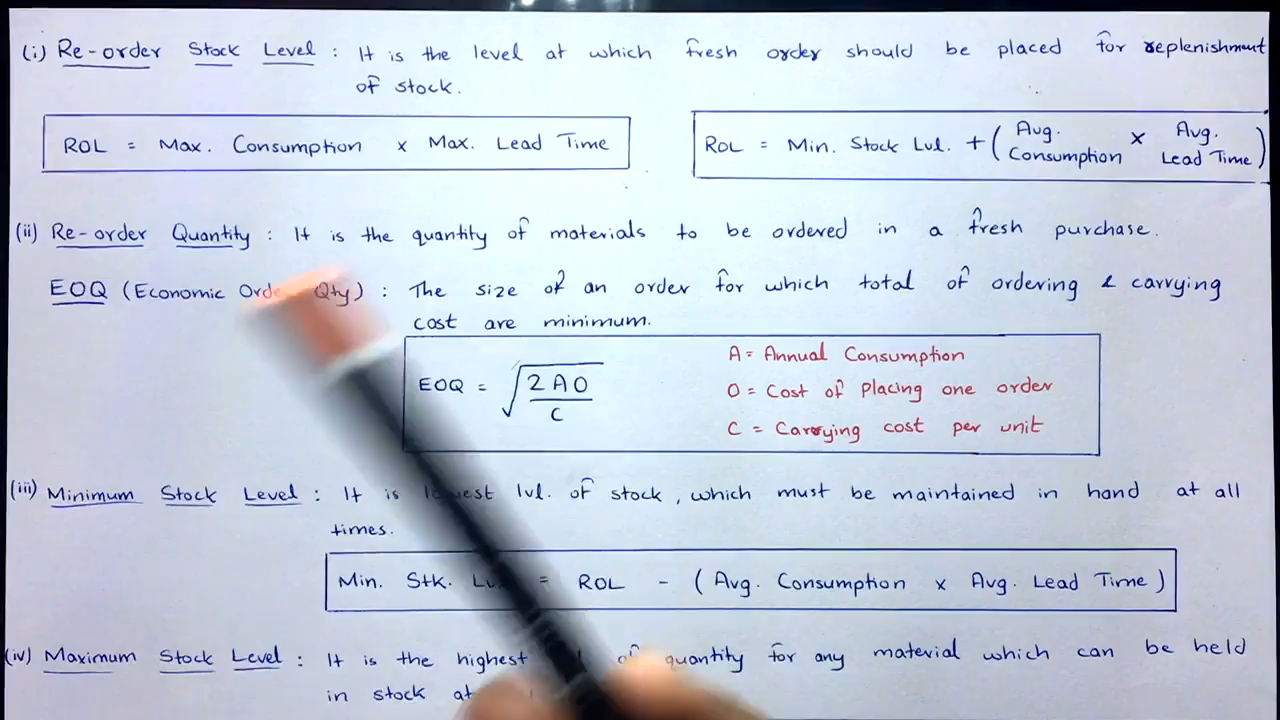 (i) Re-order Stock Level : It is the level at which fresh order should be placed for replenishment
of stock.
ROL = Max. Consumption x Max. Lead Time
ROL = Min. Stock Lvl. + ( Avg. Consumption x Avg. Lead Time )
(ii) Re-order Quantity : It is the quantity of materials to be ordered in a fresh purchase.
EOQ (Economic Order Qty) : The size of an order for which total of ordering & carrying
cost are minimum.
EOQ = √ 2AO / C
A = Annual Consumption
O = Cost of placing one order
C = Carrying cost per unit
(iii) Minimum Stock Level : It is lowest lvl. of stock, which must be maintained in hand at all
times.
Min. Stk. = ROL - ( Avg. Consumption x Avg. Lead Time )
(iv) Maximum Stock Level : It is the highest of quantity for any material which can be held
in stock at